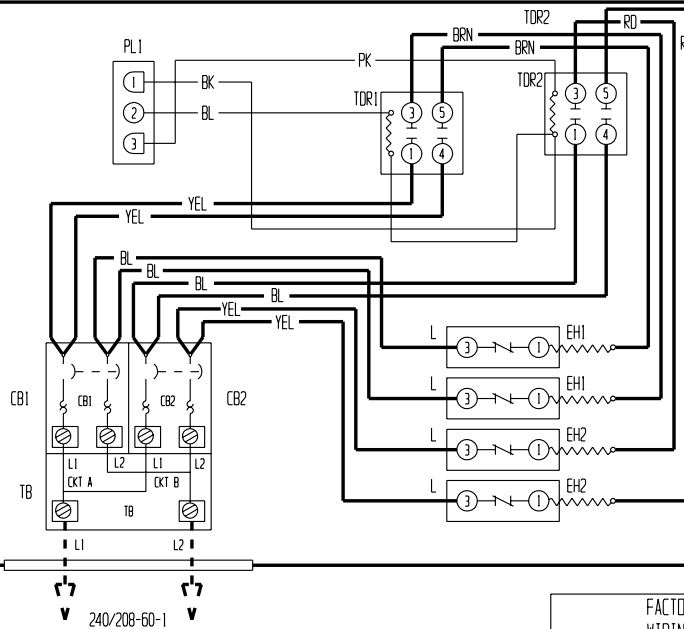 TDR2
RD
R
BRN
BRN
PL1
PK
1
BK
TDR1
TDR2
3
5
2
BL
3
5
3
1
4
1
4
YEL
YEL
BL
BL
BL
BL
YEL
YEL
L
3
1
EH1
L
3
1
EH1
CB1
CB1
CB2
CB2
L
3
1
EH2
L1
L2
L1
L2
CKT A
CKT B
L
3
1
EH2
TB
TB
L1
L2
240/208-60-1
FACTO
WIRIN